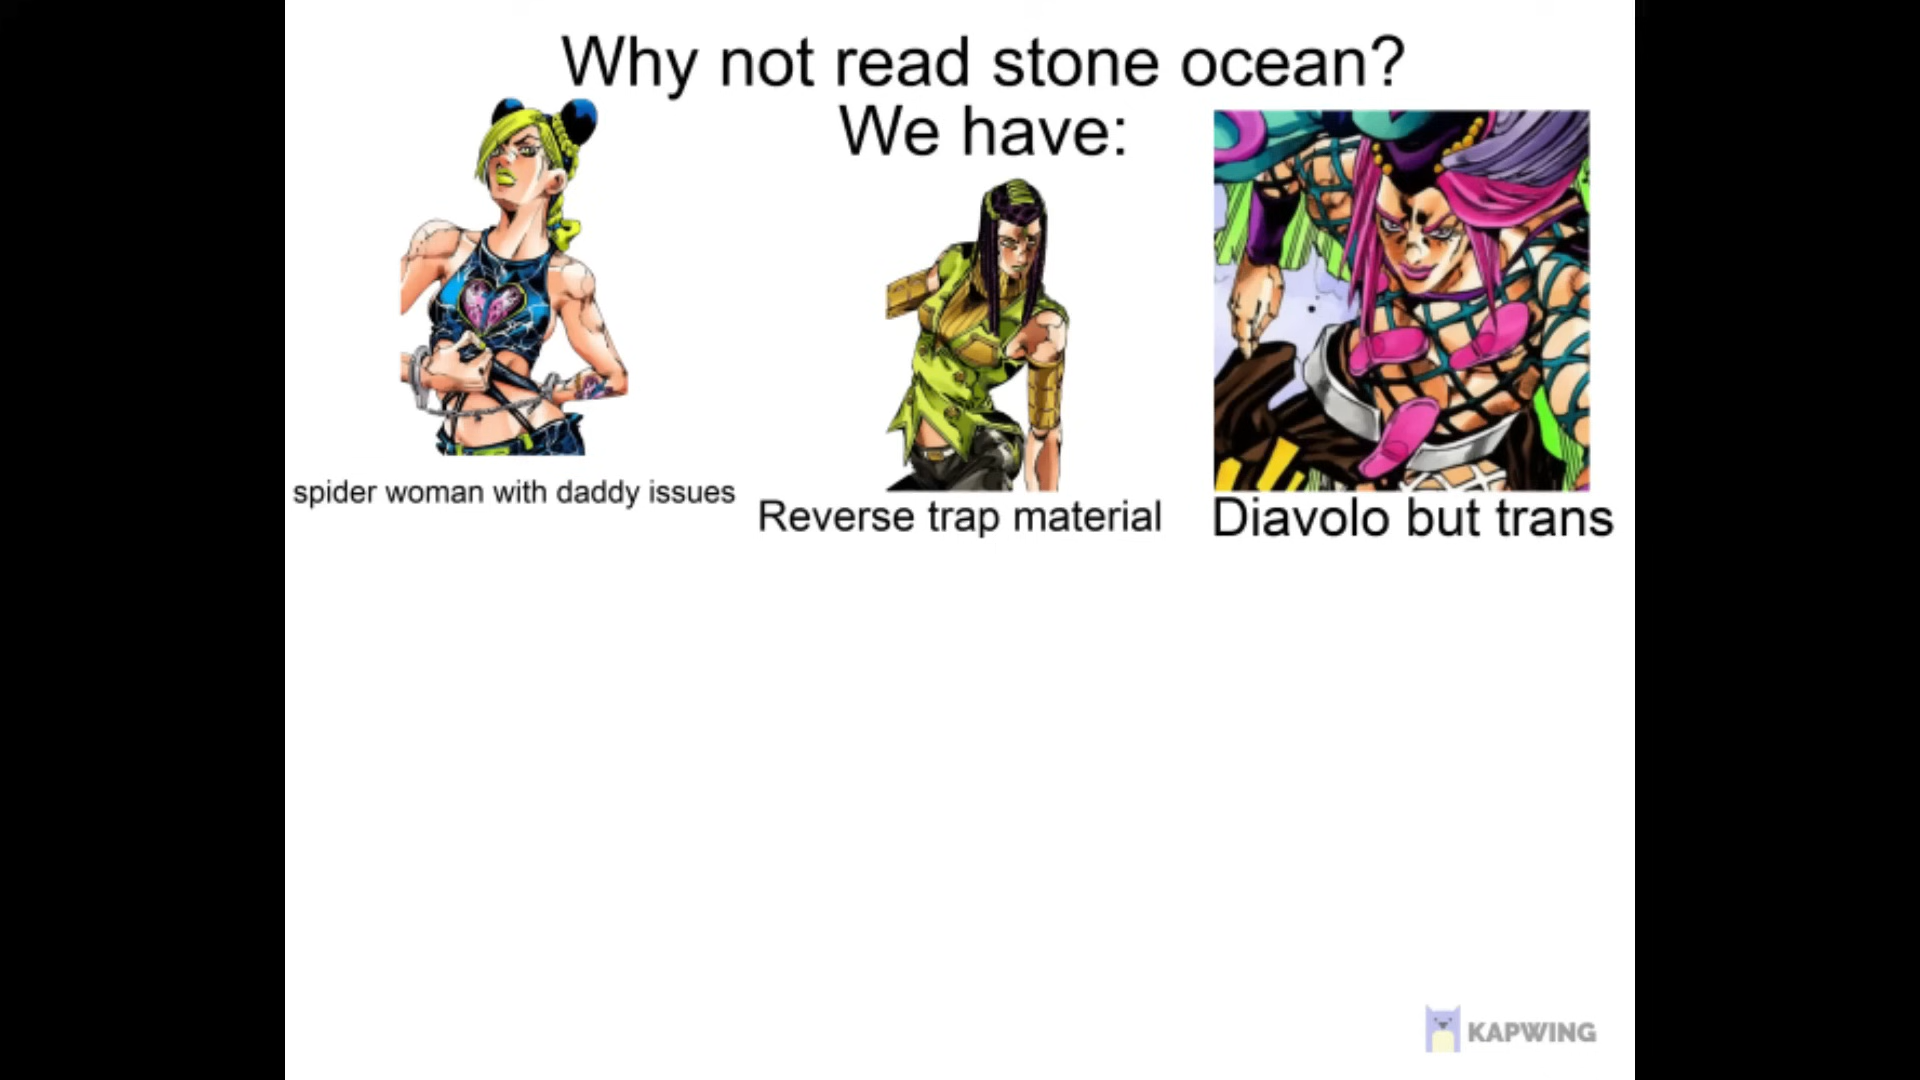 Why not read stone ocean?
We have:
spider woman with daddy issues
Reverse trap material
Diavolo but trans
KAPWING